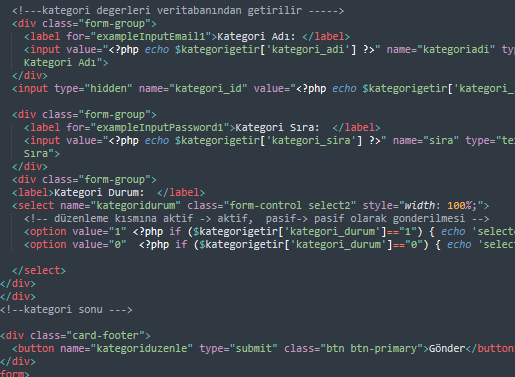 <!---kategori degerleri veritabanından getirilir ----->
<div class="form-group">
<label for="exampleInputEmail1">Kategori Adı: </label>
<input value="<?php echo $kategorigetir['kategori_adi'] ?>" name="kategoriadi" typ
Kategori Adı">
</div>
<input type="hidden" name="kategori_id" value="<?php echo $kategorigetir['kategori_
<div class="form-group">
<label for="exampleInputPassword1">Kategori Sıra:  </label>
<input value="<?php echo $kategorigetir['kategori_sira'] ?>" name="sira" type="te
Sıra">
</div>
<div class="form-group">
<label>Kategori Durum:  </label>
<select name="kategoridurum" class="form-control select2" style="width: 100%;">
<!-- düzenleme kısmına aktif -> aktif,  pasif-> pasif olarak gonderilmesi -->
<option value="1" <?php if ($kategorigetir['kategori_durum']=="1") { echo 'select
<option value="0"  <?php if ($kategorigetir['kategori_durum']=="0") { echo 'selec
</select>
</div>
</div>
<!--kategori sonu --->
<div class="card-footer">
<button name="kategoriduzenle" type="submit" class="btn btn-primary">Gönder</button
</div>
form>